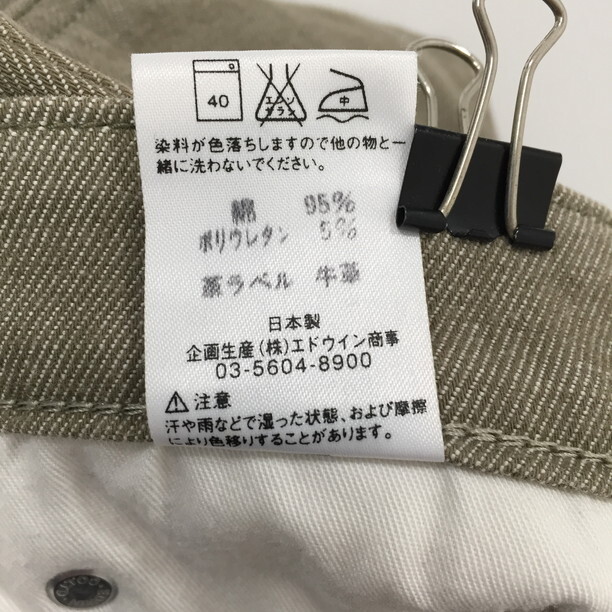 40
エンソ
サラシ
中
染料が色落ちしますので他の物と一
緒に洗わないでください。
綿 95%
ポリウレタン 5%
革ラベル 牛革
日本製
企画生産(株)エドウイン商事
03-5604-8900
⚠注意
汗や雨などで湿った状態、および摩擦
により色移りすることがあります。